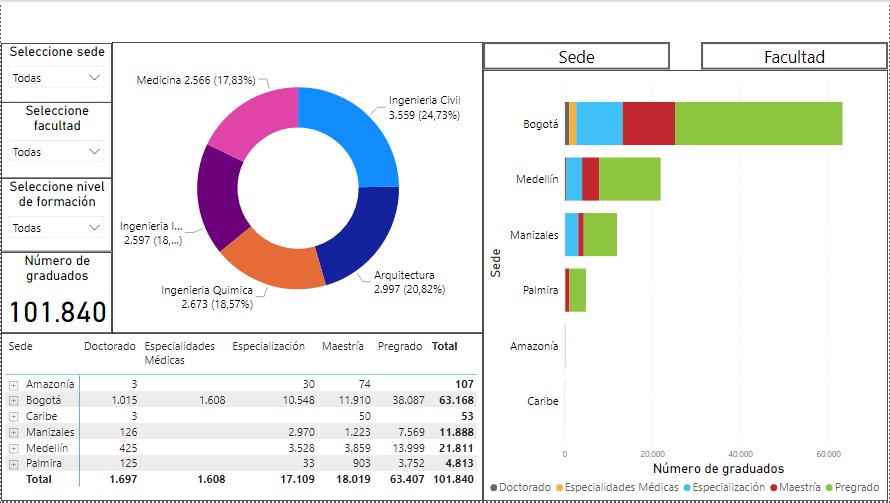 Seleccione sede
Todas
Seleccione
facultad
Todas
Seleccione nivel
de formación
Todas
Número de
graduados
101.840
Medicina 2.566 (17,83%)
Ingenieria Civil
3.559 (24,73%)
Ingenieria I...
2.597 (18,...)
Arquitectura
2.997 (20,82%)
Ingenieria Quimica
2.673 (18,57%)
Sede Doctorado Especialidades Médicas Especialización Maestría Pregrado Total
Amazonía 3 30 74 107
Bogotá 1.015 1.608 10.548 11.910 38.087 63.168
Caribe 3 50 53
Manizales 126 2.970 1.223 7.569 11.888
Medellín 425 3.528 3.859 13.999 21.811
Palmira 125 33 903 3.752 4.813
Total 1.697 1.608 17.109 18.019 63.407 101.840
Sede Facultad
Sede
Bogotá
Medellín
Manizales
Palmira
Amazonía
Caribe
0 20.000 40.000 60.000
Número de graduados
Doctorado Especialidades Médicas Especialización Maestría Pregrado